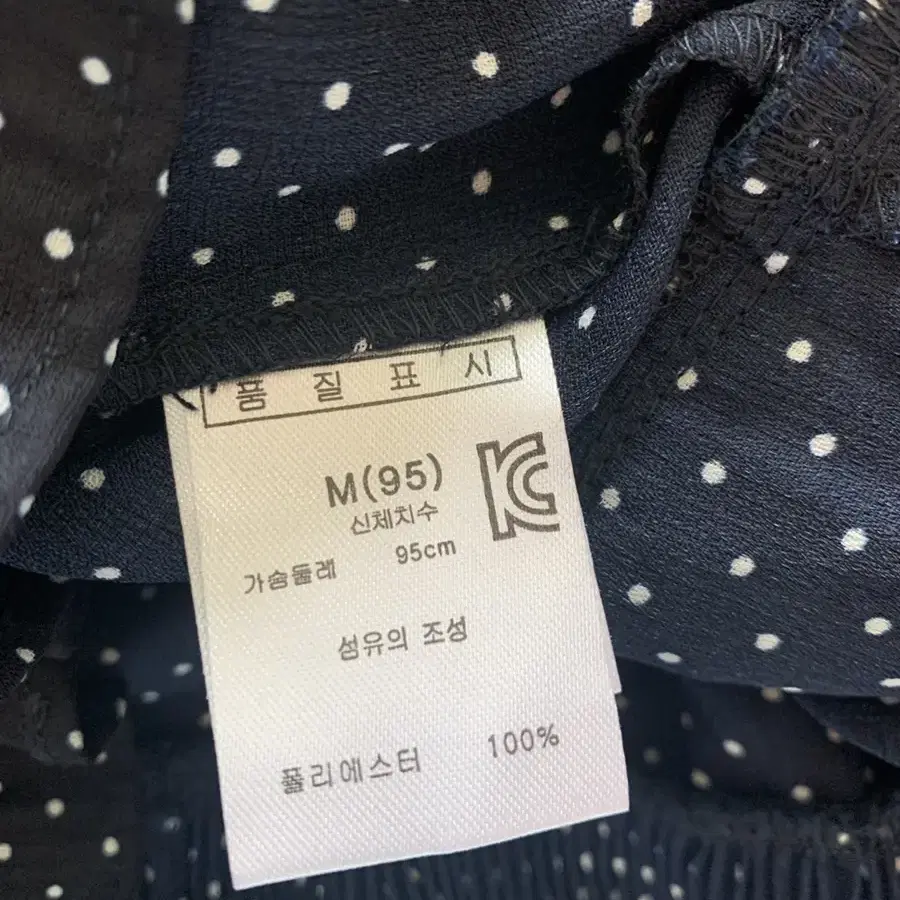 품 질 표 시
M(95)
신체치수
가슴둘레 95cm
섬유의 조성
폴리에스터 100%